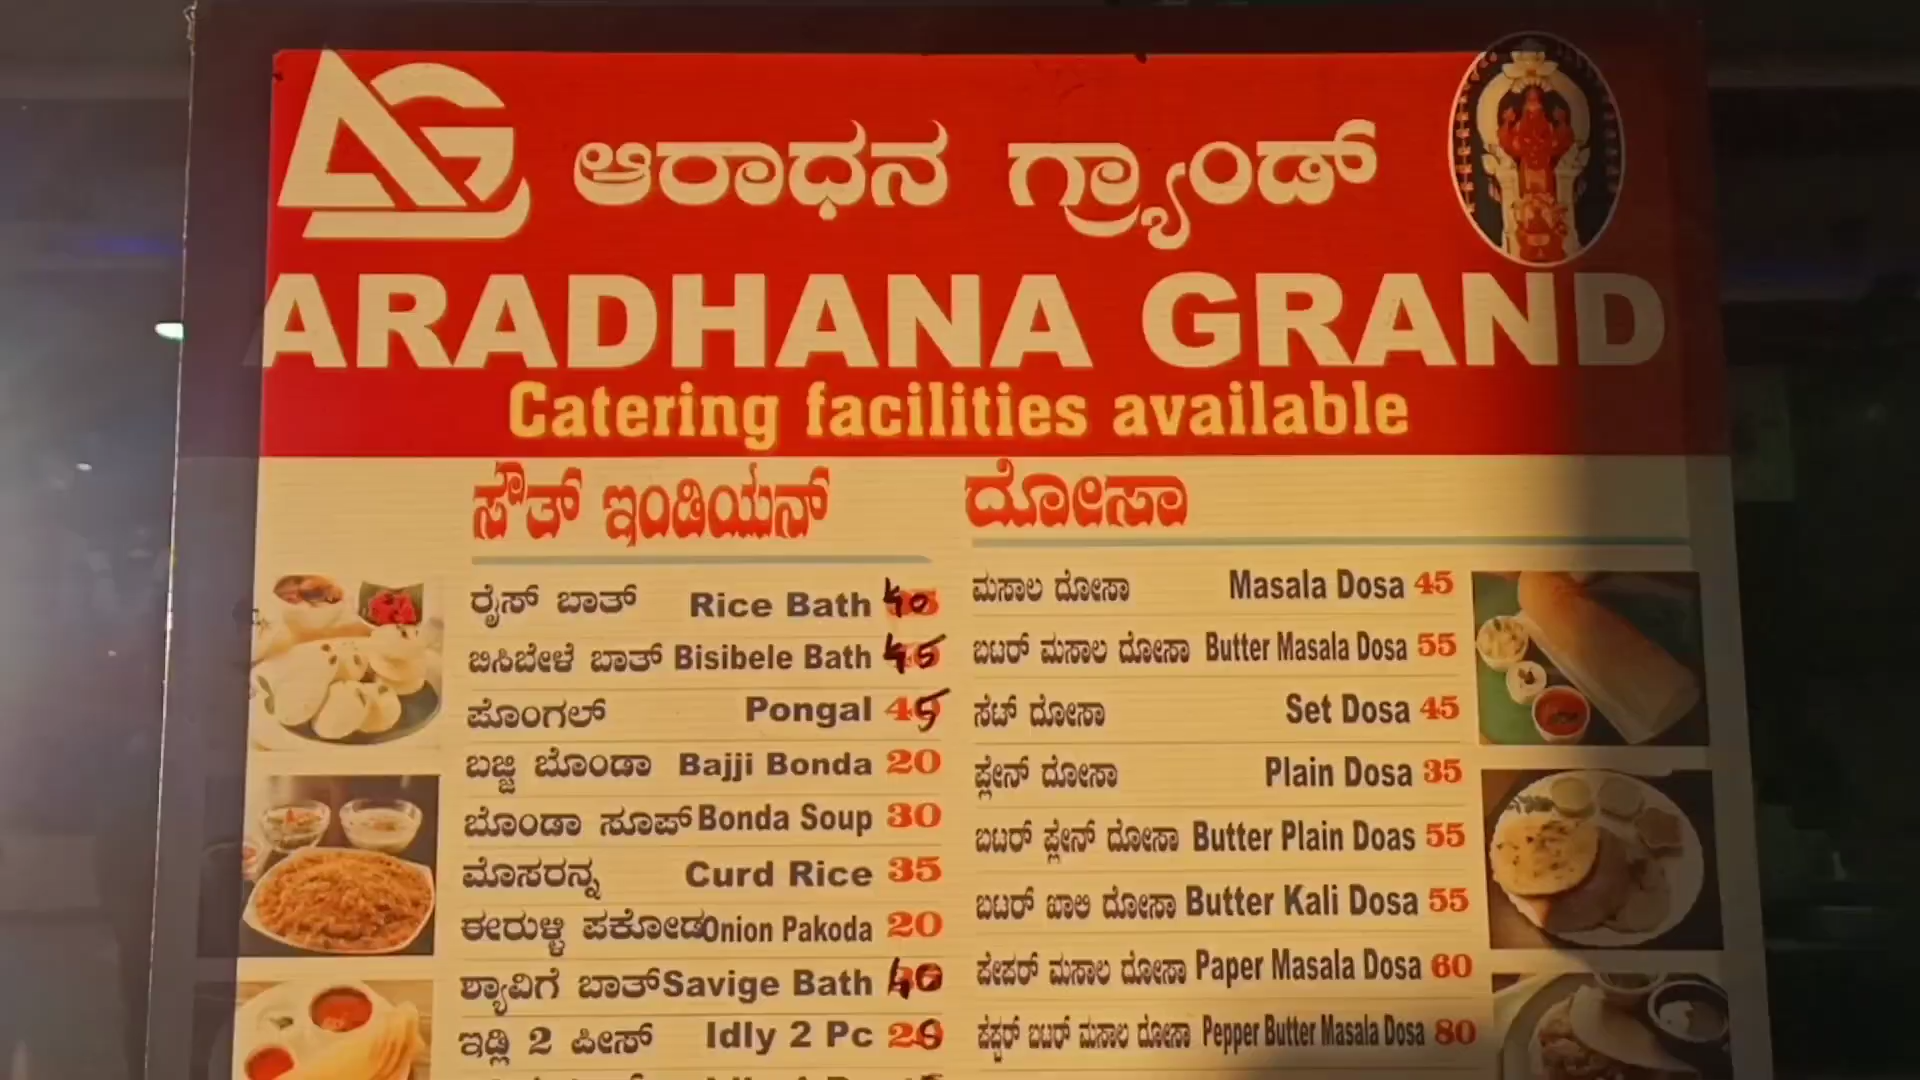 AG
ಆರಾಧನ ಗ್ರ್ಯಾಂಡ್
ARADHANA GRAND
Catering facilities available
ಸೌತ್ ಇಂಡಿಯನ್
ರೈಸ್ ಬಾತ್ Rice Bath 40
ಬಿಸಿಬೇಳೆ ಬಾತ್ Bisibele Bath 45
ಪೊಂಗಲ್ Pongal 45
ಬಜ್ಜಿ ಬೊಂಡಾ Bajji Bonda 20
ಬೊಂಡಾ ಸೂಪ್ Bonda Soup 30
ಮೊಸರನ್ನ Curd Rice 35
ಈರುಳ್ಳಿ ಪಕೋಡ Onion Pakoda 20
ಶ್ಯಾವಿಗೆ ಬಾತ್ Savige Bath 40
ಇಡ್ಲಿ 2 ಪೀಸ್ Idly 2 Pc
ದೋಸಾ
ಮಸಾಲ ದೋಸಾ Masala Dosa 45
ಬಟರ್ ಮಸಾಲ ದೋಸಾ Butter Masala Dosa 55
ಸೆಟ್ ದೋಸಾ Set Dosa 45
ಪ್ಲೇನ್ ದೋಸಾ Plain Dosa 35
ಬಟರ್ ಪ್ಲೇನ್ ದೋಸಾ Butter Plain Doas 55
ಬಟರ್ ಖಾಲಿ ದೋಸಾ Butter Kali Dosa 55
ಪೇಪರ್ ಮಸಾಲ ದೋಸಾ Paper Masala Dosa 60
ಪೆಪ್ಪರ್ ಬಟರ್ ಮಸಾಲ ದೋಸಾ Pepper Butter Masala Dosa 80